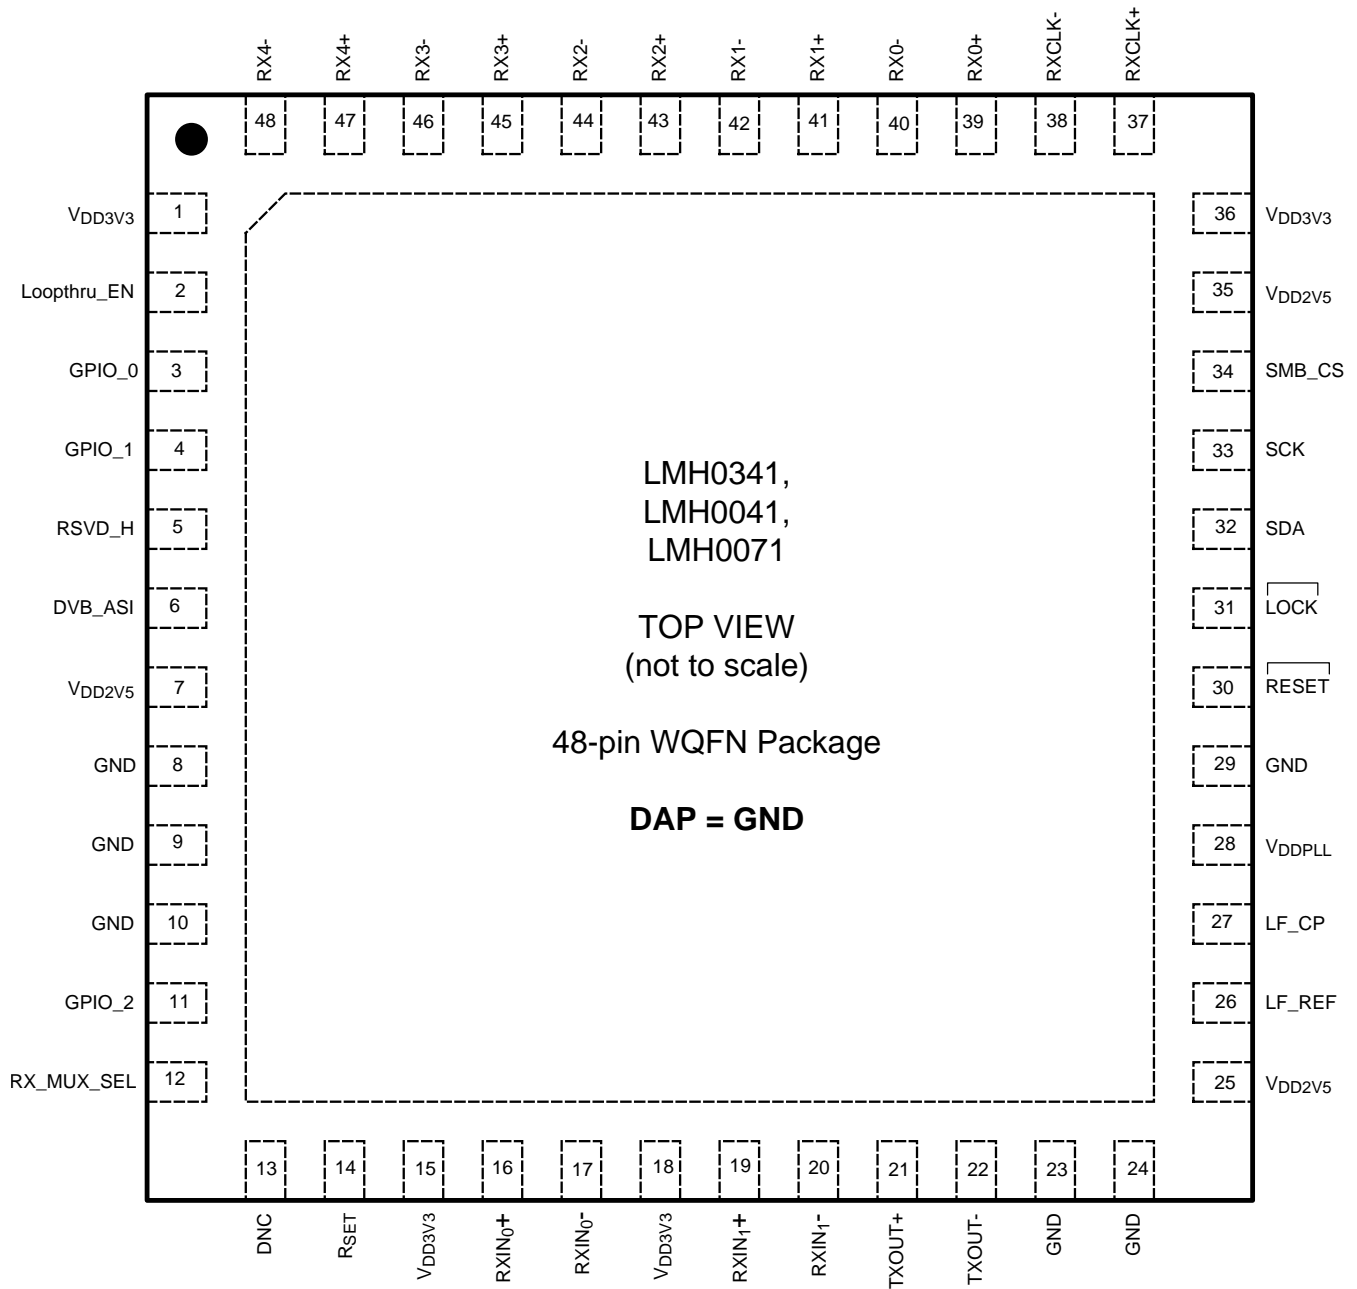 RX4-
RX4+
RX3-
RX3+
RX2-
RX2+
RX1-
RX1+
RX0-
RX0+
RXCLK-
RXCLK+
48 47 46 45 44 43 42 41 40 39 38 37
VDD3V3 1
Loopthru_EN 2
GPIO_0 3
GPIO_1 4
RSVD_H 5
DVB_ASI 6
VDD2V5 7
GND 8
GND 9
GND 10
GPIO_2 11
RX_MUX_SEL 12
LMH0341,
LMH0041,
LMH0071
TOP VIEW
(not to scale)
48-pin WQFN Package
DAP = GND
36 VDD3V3
35 VDD2V5
34 SMB_CS
33 SCK
32 SDA
31 LOCK
30 RESET
29 GND
28 VDDPLL
27 LF_CP
26 LF_REF
25 VDD2V5
13 14 15 16 17 18 19 20 21 22 23 24
DNC
RSET
VDD3V3
RXIN0+
RXIN0-
VDD3V3
RXIN1+
RXIN1-
TXOUT+
TXOUT-
GND
GND